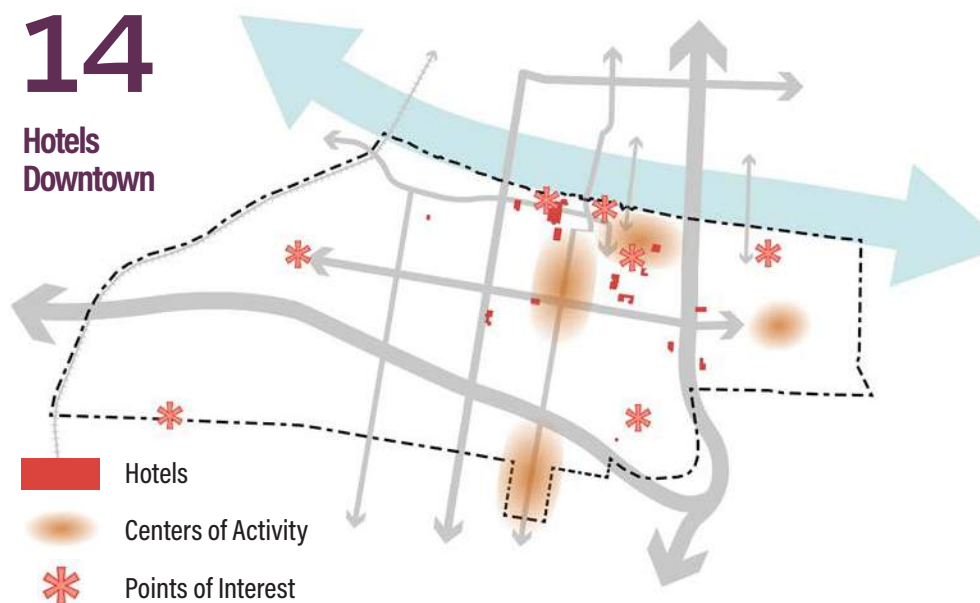 14
Hotels
Downtown
Hotels
Centers of Activity
Points of Interest